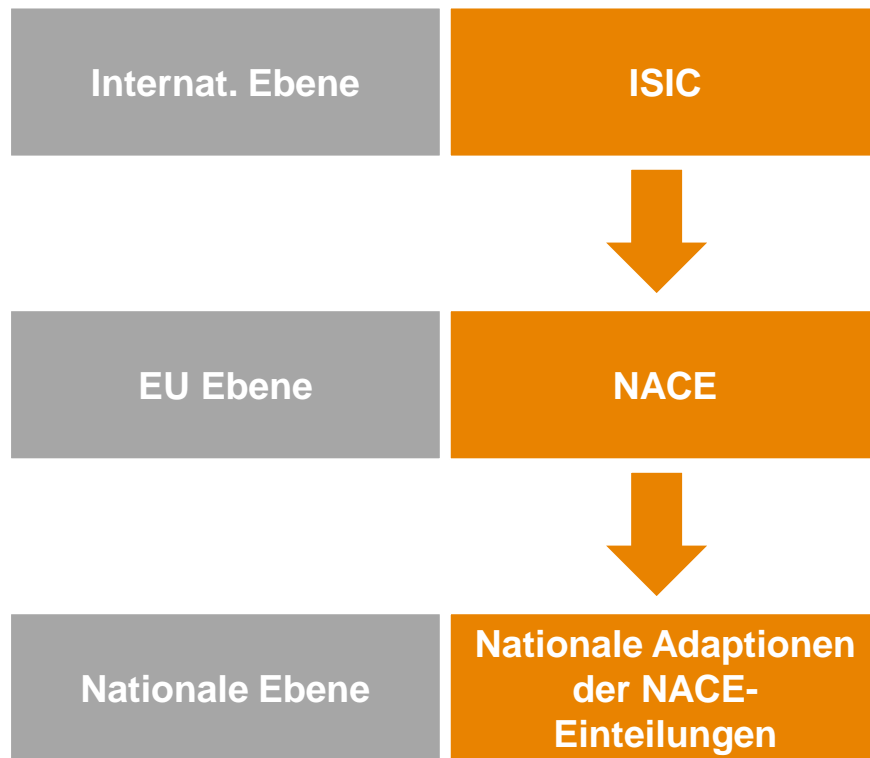 Internat. Ebene
ISIC
EU Ebene
NACE
Nationale Ebene
Nationale Adaptionen
der NACE-
Einteilungen